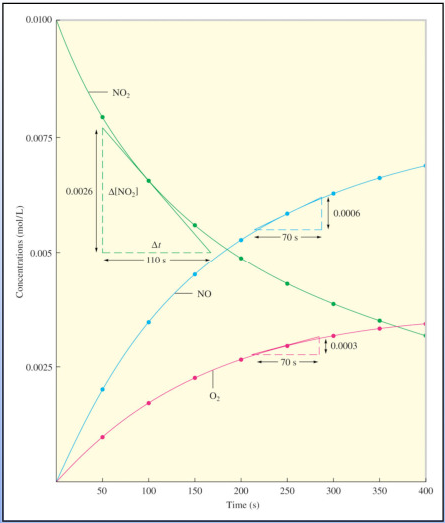 0.0100
NO2
0.0075
0.0026
Δ[NO2]
0.0006
Δt
110 s
70 s
0.005
Concentrations (mol/L)
NO
0.0003
70 s
0.0025
O2
50 100 150 200 250 300 350 400
Time (s)